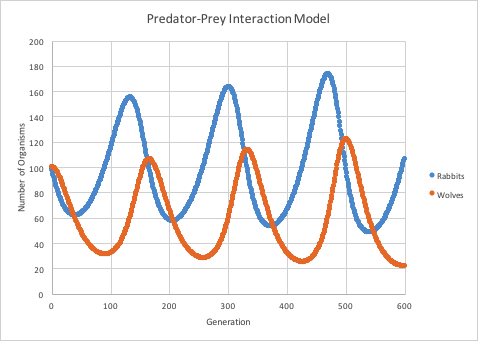 Predator-Prey Interaction Model
200
180
160
140
120
100
80
60
40
20
0
Number of Organisms
0 100 200 300 400 500 600
Generation
Rabbits
Wolves